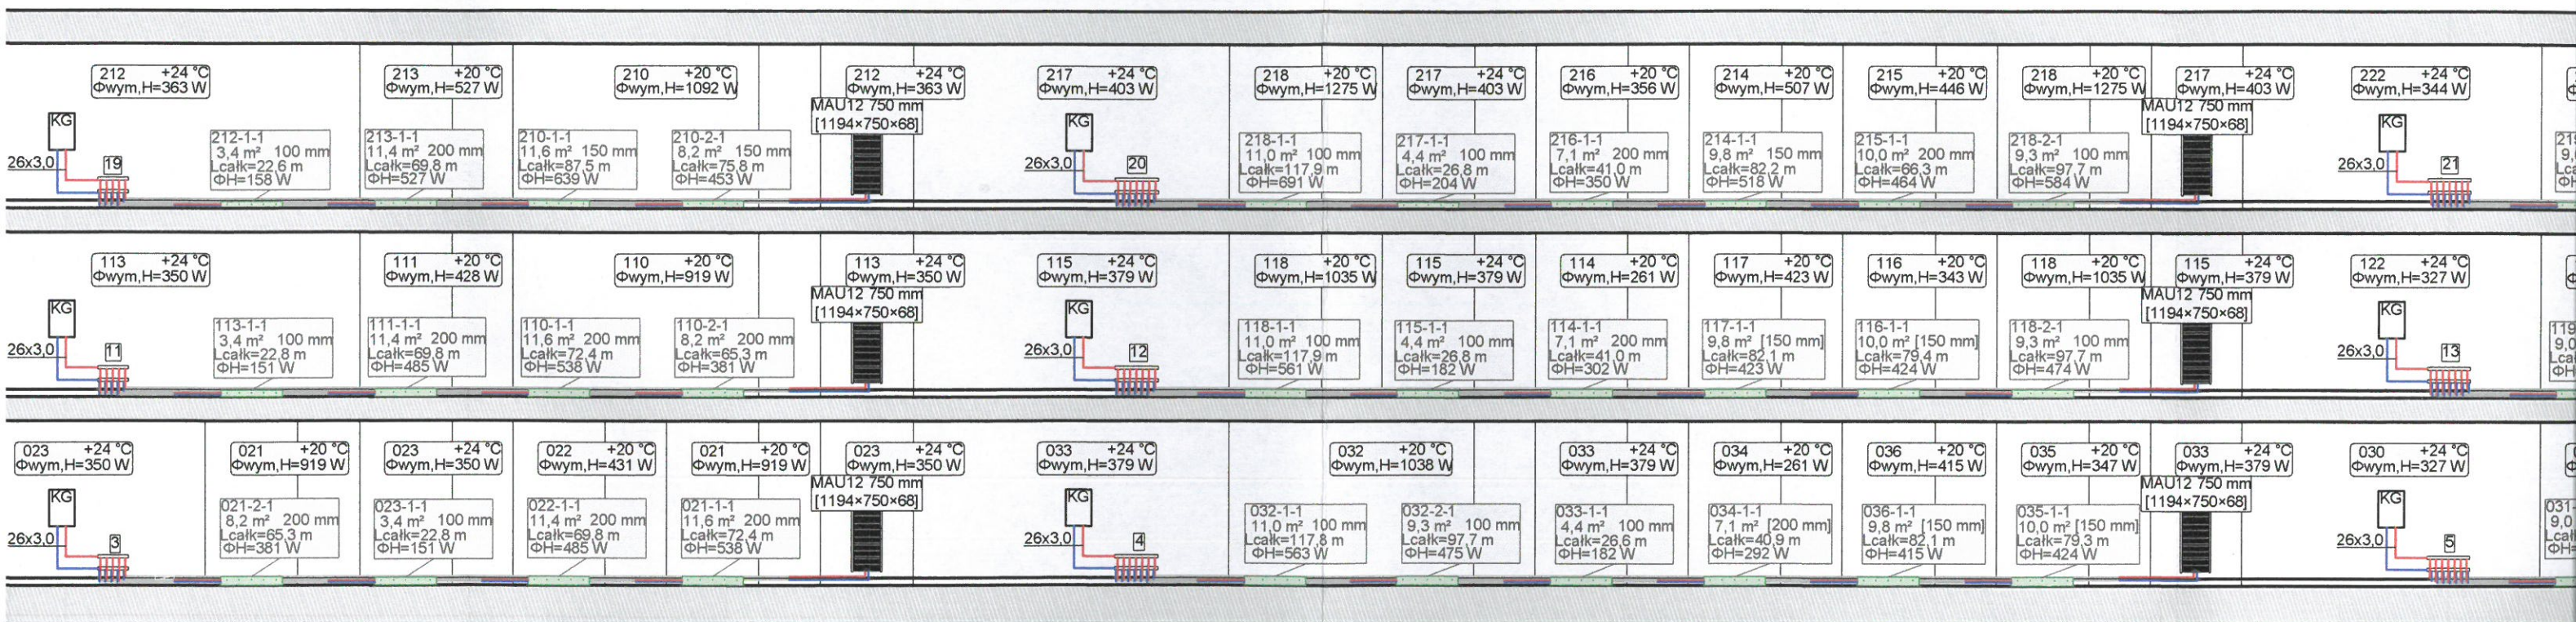 212 +24 °C
Φwym,H=363 W
213 +20 °C
Φwym,H=527 W
210 +20 °C
Φwym,H=1092 W
212 +24 °C
Φwym,H=363 W
217 +24 °C
Φwym,H=403 W
218 +20 °C
Φwym,H=1275 W
217 +24 °C
Φwym,H=403 W
216 +20 °C
Φwym,H=356 W
214 +20 °C
Φwym,H=507 W
215 +20 °C
Φwym,H=446 W
218 +20 °C
Φwym,H=1275 W
217 +24 °C
Φwym,H=403 W
222 +24 °C
Φwym,H=344 W
KG
26x3,0
19
212-1-1
3,4 m² 100 mm
Lcałk=22,6 m
ΦH=158 W
213-1-1
11,4 m² 200 mm
Lcałk=69,8 m
ΦH=527 W
210-1-1
11,6 m² 150 mm
Lcałk=87,5 m
ΦH=639 W
210-2-1
8,2 m² 150 mm
Lcałk=75,8 m
ΦH=453 W
MAU12 750 mm
[1194×750×68]
KG
26x3,0
20
218-1-1
11,0 m² 100 mm
Lcałk=117,9 m
ΦH=691 W
217-1-1
4,4 m² 100 mm
Lcałk=26,8 m
ΦH=204 W
216-1-1
7,1 m² 200 mm
Lcałk=41,0 m
ΦH=350 W
214-1-1
9,8 m² 150 mm
Lcałk=82,2 m
ΦH=518 W
215-1-1
10,0 m² 200 mm
Lcałk=66,3 m
ΦH=464 W
218-2-1
9,3 m² 100 mm
Lcałk=97,7 m
ΦH=584 W
MAU12 750 mm
[1194×750×68]
KG
26x3,0
21
113 +24 °C
Φwym,H=350 W
111 +20 °C
Φwym,H=428 W
110 +20 °C
Φwym,H=919 W
113 +24 °C
Φwym,H=350 W
115 +24 °C
Φwym,H=379 W
118 +20 °C
Φwym,H=1035 W
115 +24 °C
Φwym,H=379 W
114 +20 °C
Φwym,H=261 W
117 +20 °C
Φwym,H=423 W
116 +20 °C
Φwym,H=343 W
118 +20 °C
Φwym,H=1035 W
115 +24 °C
Φwym,H=379 W
122 +24 °C
Φwym,H=327 W
KG
26x3,0
11
113-1-1
3,4 m² 100 mm
Lcałk=22,8 m
ΦH=151 W
111-1-1
11,4 m² 200 mm
Lcałk=69,8 m
ΦH=485 W
110-1-1
11,6 m² 200 mm
Lcałk=72,4 m
ΦH=538 W
110-2-1
8,2 m² 200 mm
Lcałk=65,3 m
ΦH=381 W
MAU12 750 mm
[1194×750×68]
KG
26x3,0
12
118-1-1
11,0 m² 100 mm
Lcałk=117,9 m
ΦH=561 W
115-1-1
4,4 m² 100 mm
Lcałk=26,8 m
ΦH=182 W
114-1-1
7,1 m² 200 mm
Lcałk=41,0 m
ΦH=302 W
117-1-1
9,8 m² [150 mm]
Lcałk=82,1 m
ΦH=423 W
116-1-1
10,0 m² [150 mm]
Lcałk=79,4 m
ΦH=424 W
118-2-1
9,3 m² 100 mm
Lcałk=97,7 m
ΦH=474 W
MAU12 750 mm
[1194×750×68]
KG
26x3,0
13
023 +24 °C
Φwym,H=350 W
021 +20 °C
Φwym,H=919 W
023 +24 °C
Φwym,H=350 W
022 +20 °C
Φwym,H=431 W
021 +20 °C
Φwym,H=919 W
023 +24 °C
Φwym,H=350 W
033 +24 °C
Φwym,H=379 W
032 +20 °C
Φwym,H=1038 W
033 +24 °C
Φwym,H=379 W
034 +20 °C
Φwym,H=261 W
036 +20 °C
Φwym,H=415 W
035 +20 °C
Φwym,H=347 W
033 +24 °C
Φwym,H=379 W
030 +24 °C
Φwym,H=327 W
KG
26x3,0
3
021-2-1
8,2 m² 200 mm
Lcałk=65,3 m
ΦH=381 W
023-1-1
3,4 m² 100 mm
Lcałk=22,8 m
ΦH=151 W
022-1-1
11,4 m² 200 mm
Lcałk=69,8 m
ΦH=485 W
021-1-1
11,6 m² 200 mm
Lcałk=72,4 m
ΦH=538 W
MAU12 750 mm
[1194×750×68]
KG
26x3,0
4
032-1-1
11,0 m² 100 mm
Lcałk=117,8 m
ΦH=563 W
032-2-1
9,3 m² 100 mm
Lcałk=97,7 m
ΦH=475 W
033-1-1
4,4 m² 100 mm
Lcałk=26,6 m
ΦH=182 W
034-1-1
7,1 m² [200 mm]
Lcałk=40,9 m
ΦH=292 W
036-1-1
9,8 m² [150 mm]
Lcałk=82,1 m
ΦH=415 W
035-1-1
10,0 m² [150 mm]
Lcałk=79,3 m
ΦH=424 W
MAU12 750 mm
[1194×750×68]
KG
26x3,0
5
031-
9,0